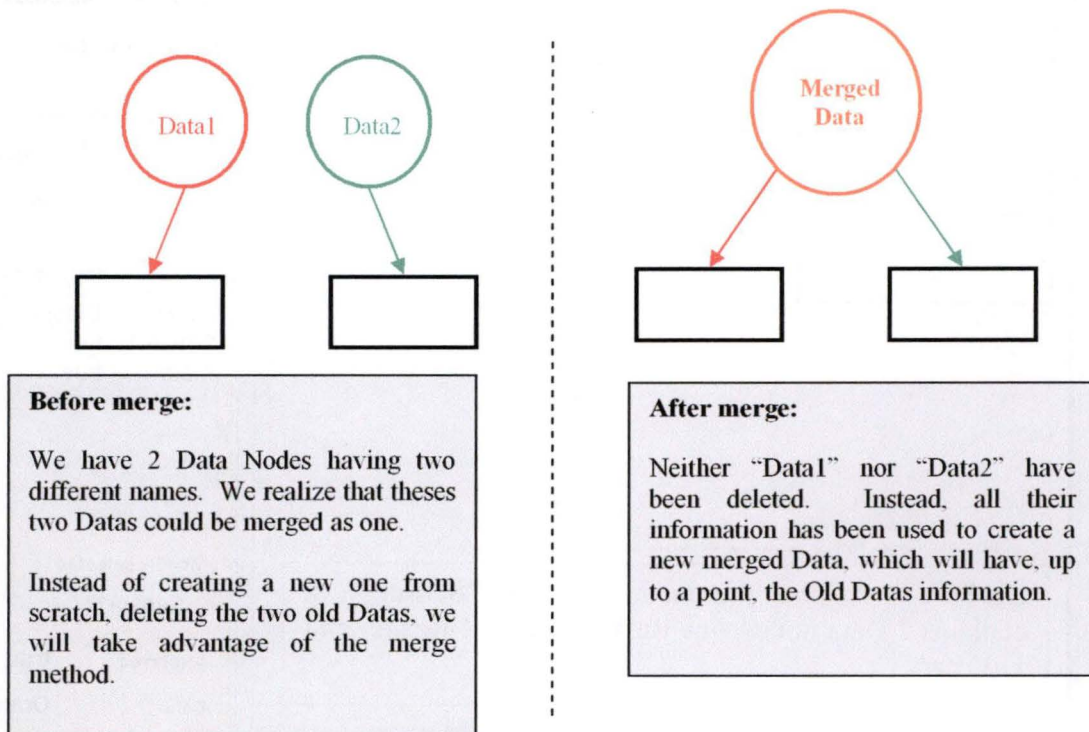 Data1
Data2
Merged
Data
Before merge:
We have 2 Data Nodes having two
different names. We realize that theses
two Datas could be merged as one.
Instead of creating a new one from
scratch, deleting the two old Datas, we
will take advantage of the merge
method.
After merge:
Neither “Data1” nor “Data2” have
been deleted. Instead, all their
information has been used to create a
new merged Data, which will have, up
to a point, the Old Datas information.